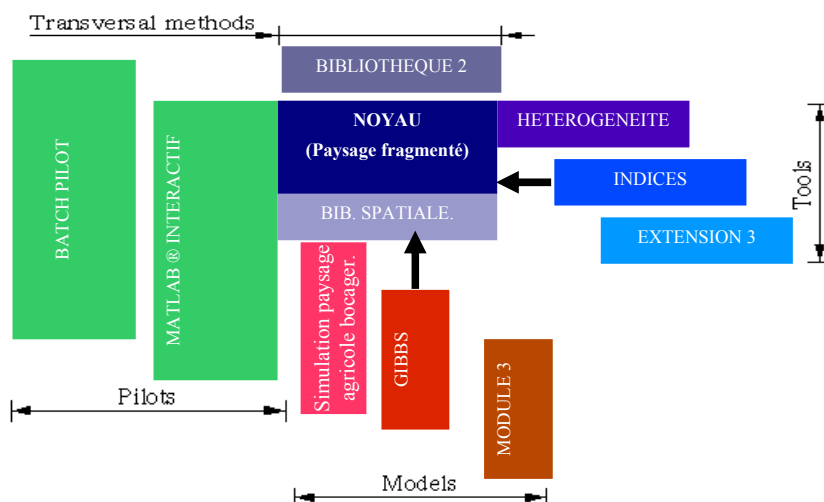 Transversal methods
BIBLIOTHEQUE 2
NOYAU
(Paysage fragmenté)
HETEROGENEITE
INDICES
EXTENSION 3
Tools
BIB. SPATIALE.
BATCH PILOT
MATLAB ® INTERACTIF
Simulation paysage
agricole bocager.
GIBBS
MODULE 3
Pilots
Models